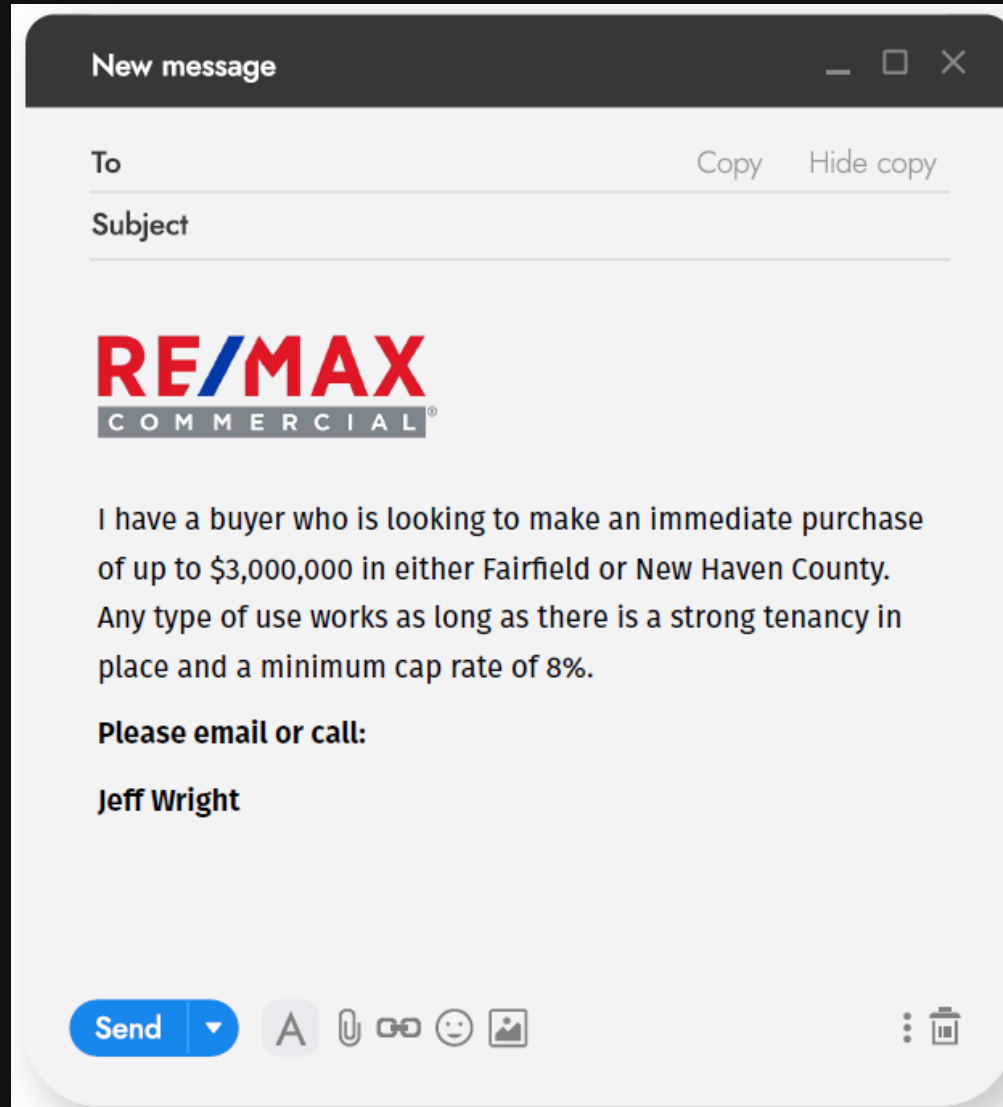 New message
To Copy Hide copy
Subject
RE/MAX
COMMERCIAL®
I have a buyer who is looking to make an immediate purchase
of up to $3,000,000 in either Fairfield or New Haven County.
Any type of use works as long as there is a strong tenancy in
place and a minimum cap rate of 8%.
Please email or call:
Jeff Wright
Send A